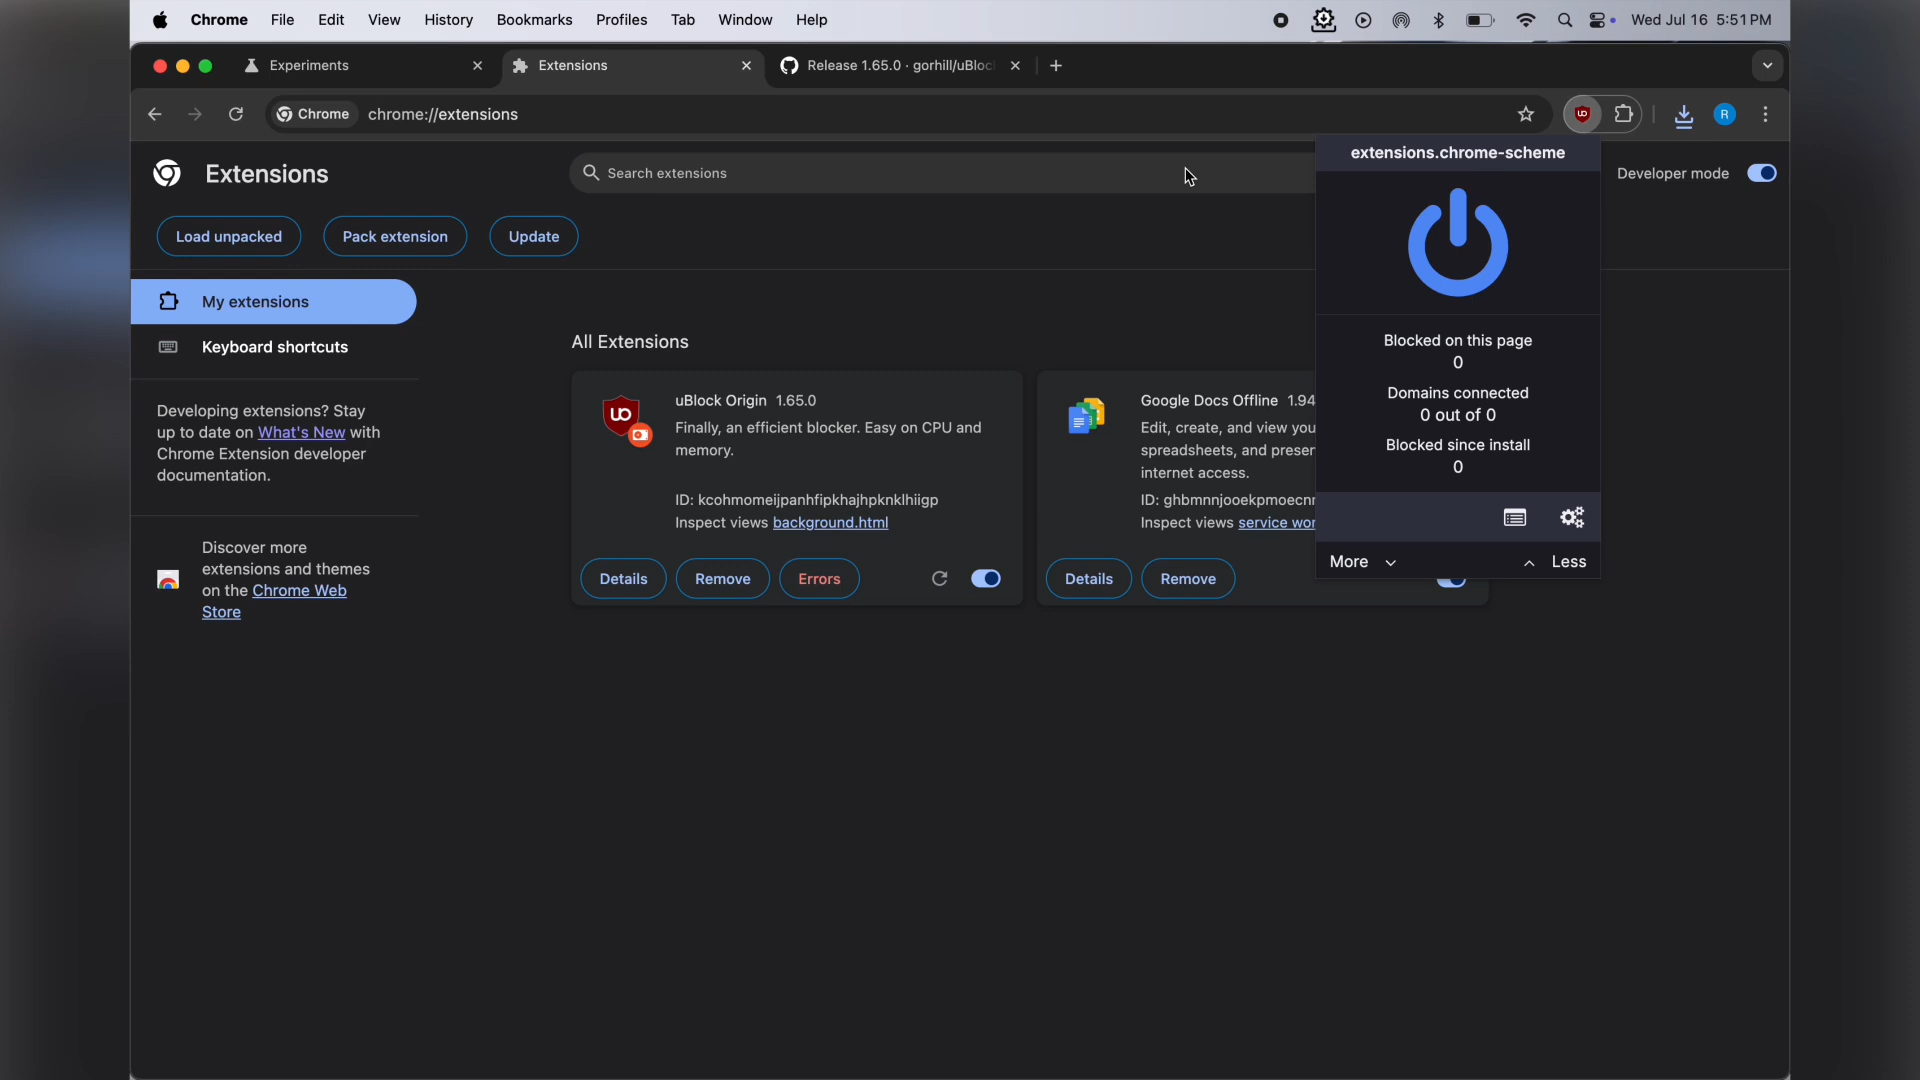 Chrome File Edit View History Bookmarks Profiles Tab Window Help Wed Jul 16 5:51 PM
Experiments Extensions Release 1.65.0 · gorhill/uBloc
Chrome chrome://extensions R
extensions.chrome-scheme
Extensions Search extensions Developer mode
Load unpacked Pack extension Update
My extensions
Keyboard shortcuts
Developing extensions? Stay
up to date on What's New with
Chrome Extension developer
documentation.
Discover more
extensions and themes
on the Chrome Web
Store
All Extensions
uBlock Origin 1.65.0
Finally, an efficient blocker. Easy on CPU and
memory.
ID: kcohmomeijpanhfipkhajhpknklhiigp
Inspect views background.html
Details Remove Errors
Google Docs Offline 1.94
Edit, create, and view you
spreadsheets, and preser
internet access.
ID: ghbmnnjooekpmoecnr
Inspect views service wor
Details Remove
Blocked on this page
0
Domains connected
0 out of 0
Blocked since install
0
More Less